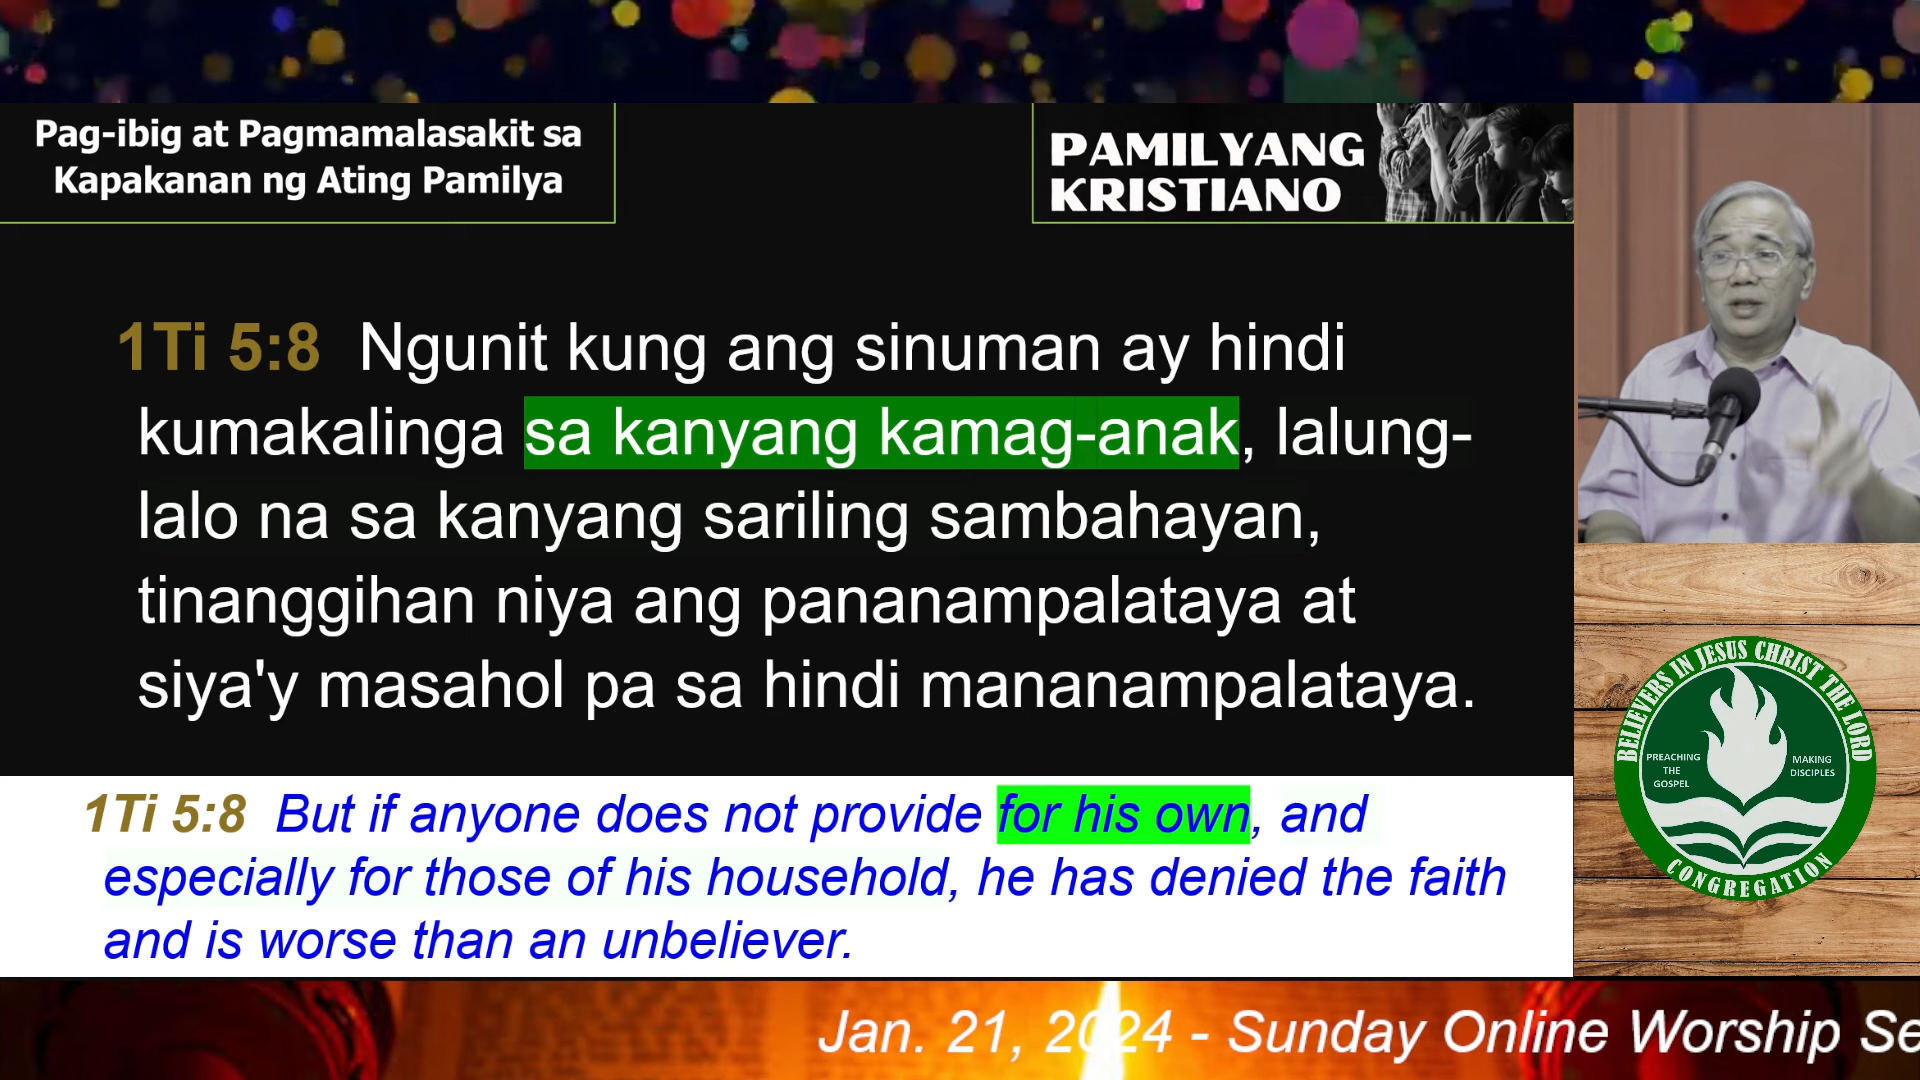 Pag-ibig at Pagmamalasakit sa
Kapakanan ng Ating Pamilya
PAMILYANG
KRISTIANO
1Ti 5:8 Ngunit kung ang sinuman ay hindi
kumakalinga sa kanyang kamag-anak, lalung-
lalo na sa kanyang sariling sambahayan,
tinanggihan niya ang pananampalataya at
siya'y masahol pa sa hindi mananampalataya.
1Ti 5:8 But if anyone does not provide for his own, and
especially for those of his household, he has denied the faith
and is worse than an unbeliever.
BELIEVERS IN JESUS CHRIST THE LORD
PREACHING
THE
GOSPEL
MAKING
DISCIPLES
CONGREGATION
Jan. 21, 2024 - Sunday Online Worship Se